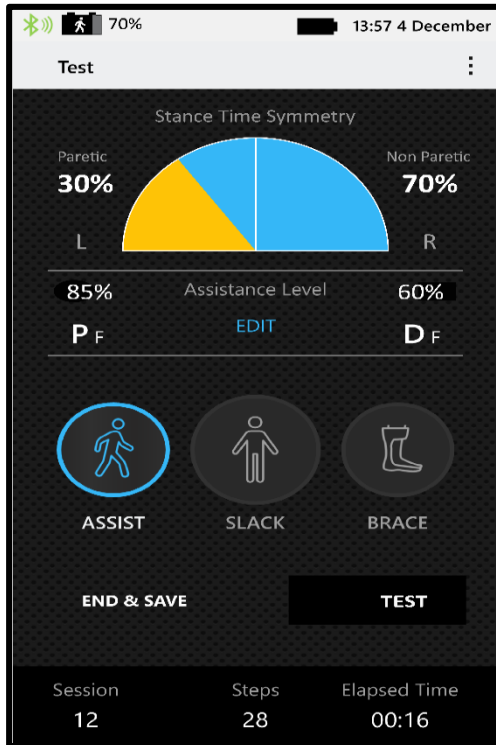 70% 13:57 4 December
Test
Stance Time Symmetry
Paretic Non Paretic
30% 70%
L R
85% Assistance Level 60%
P F EDIT D F
ASSIST SLACK BRACE
END & SAVE TEST
Session Steps Elapsed Time
12 28 00:16